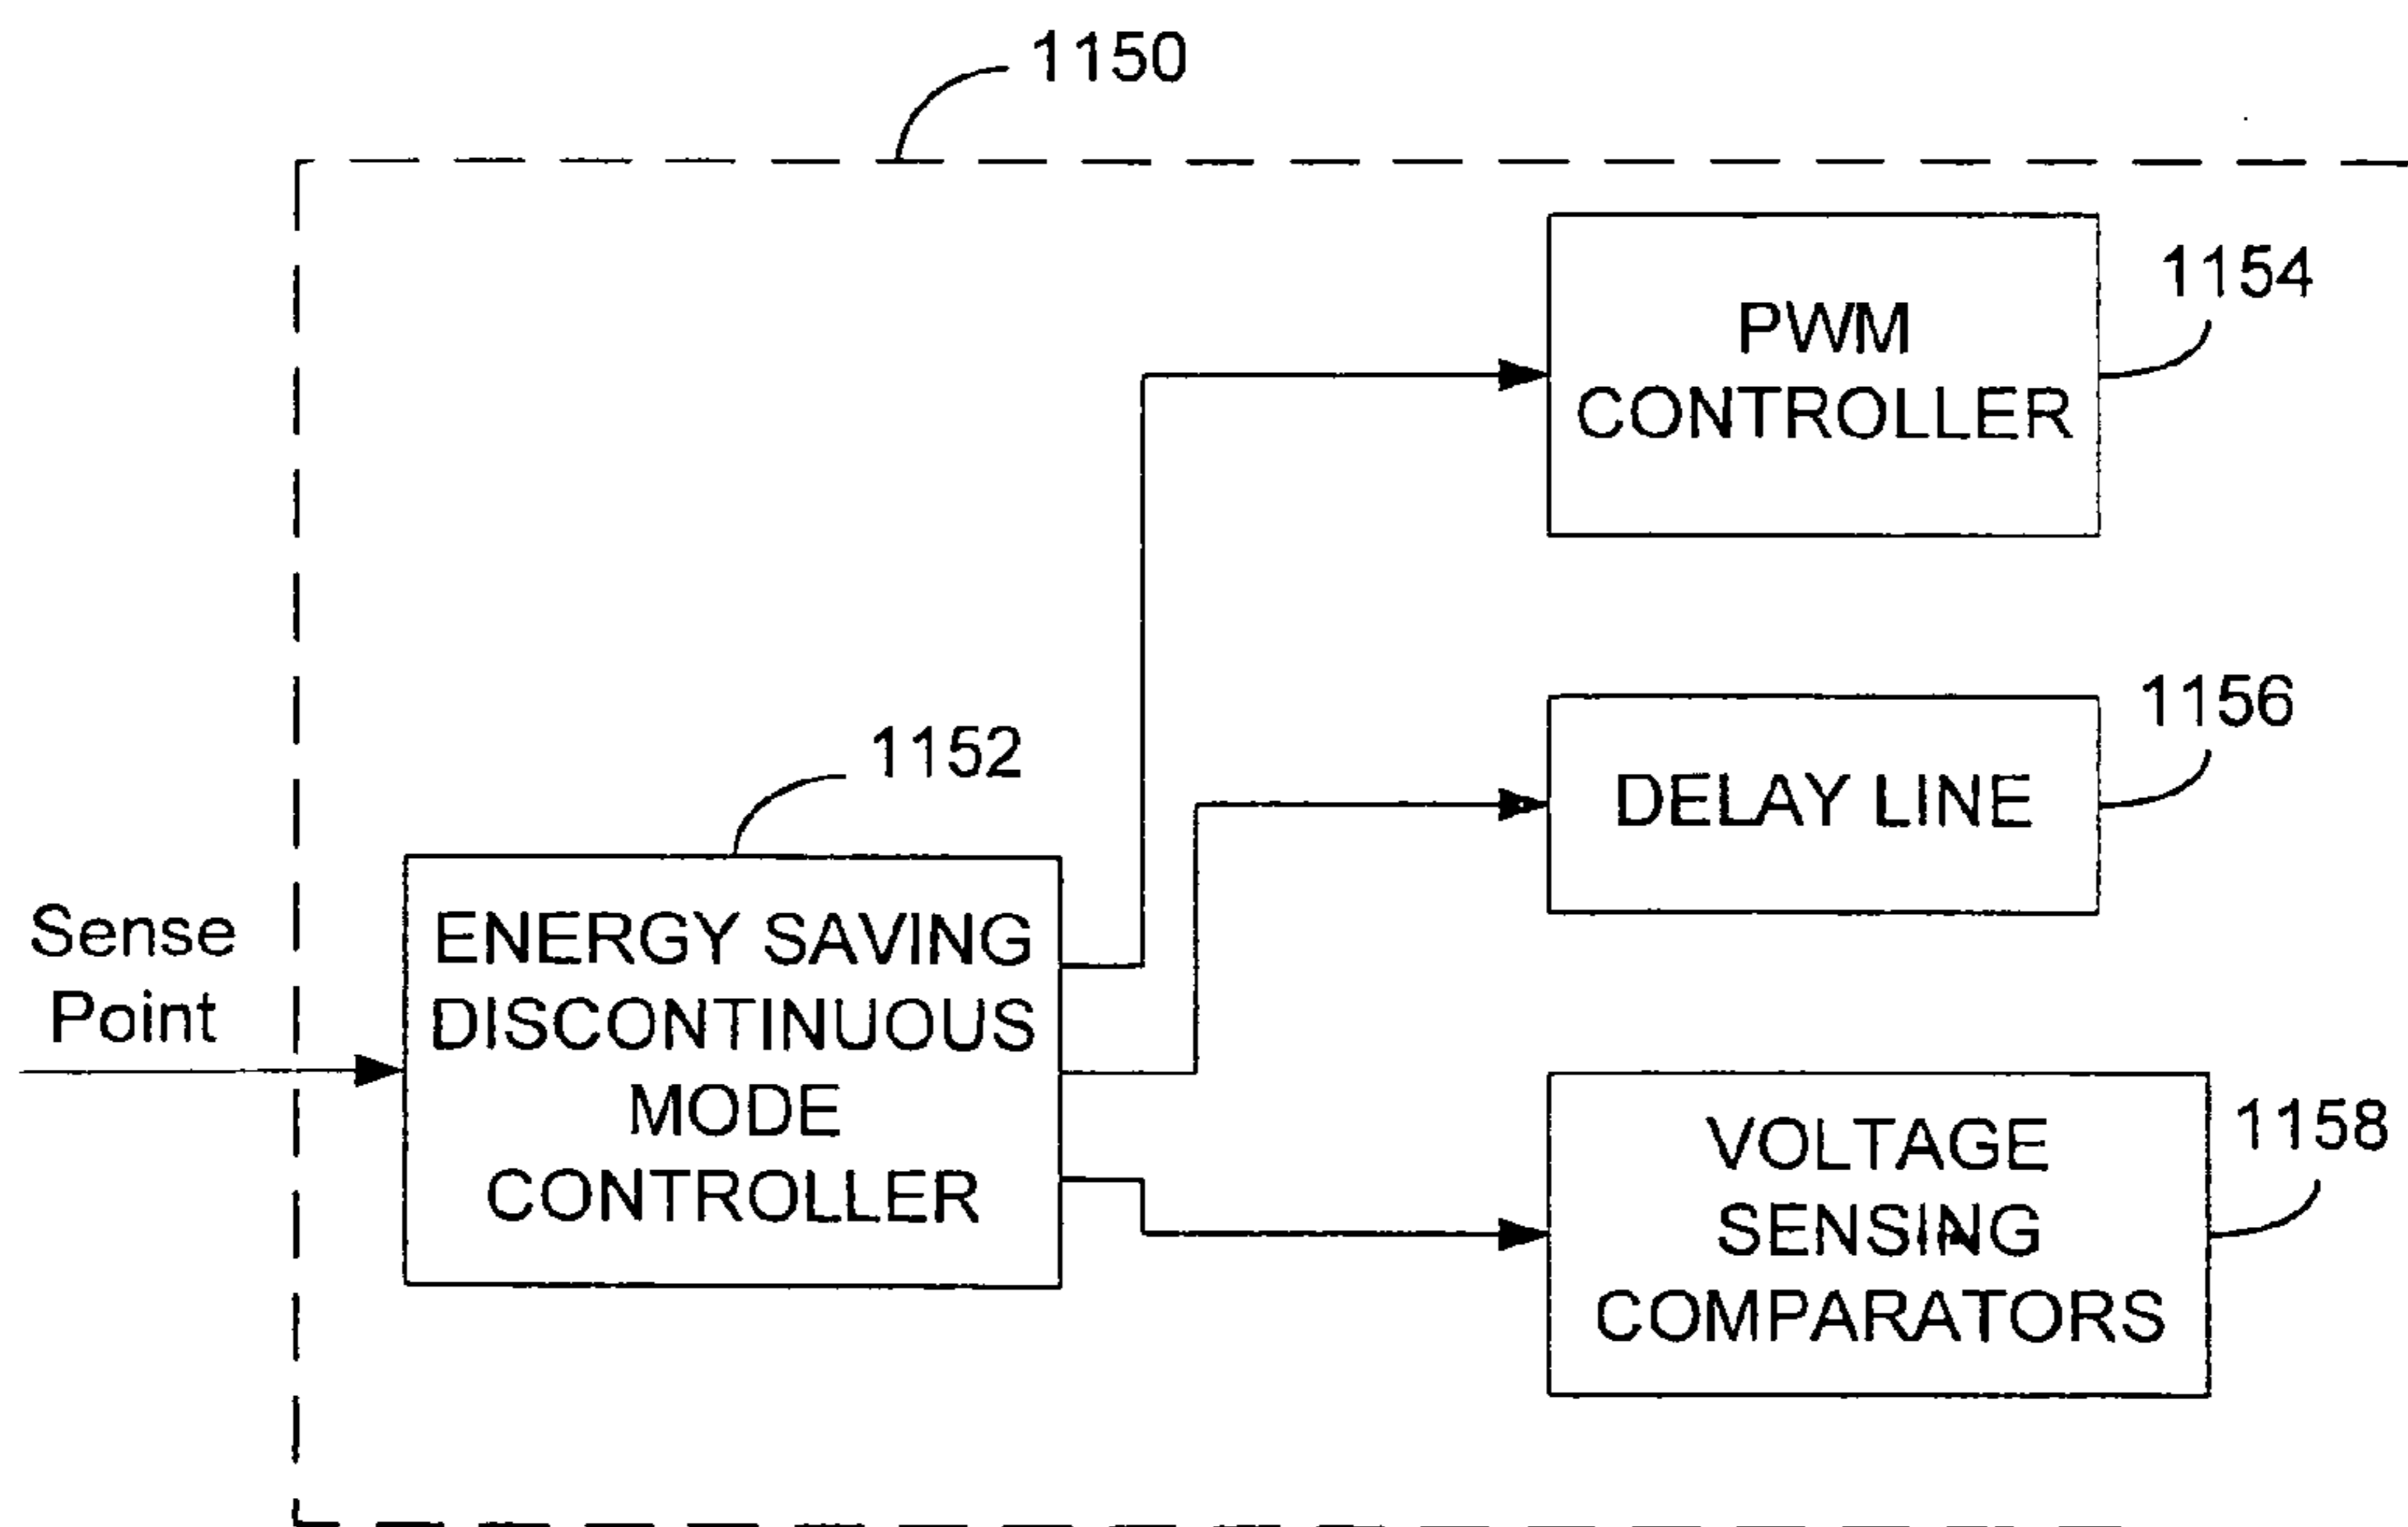 1150
PWM
CONTROLLER
1154
DELAY LINE
1156
1152
Sense
Point
ENERGY SAVING
DISCONTINUOUS
MODE
CONTROLLER
VOLTAGE
SENSING
COMPARATORS
1158